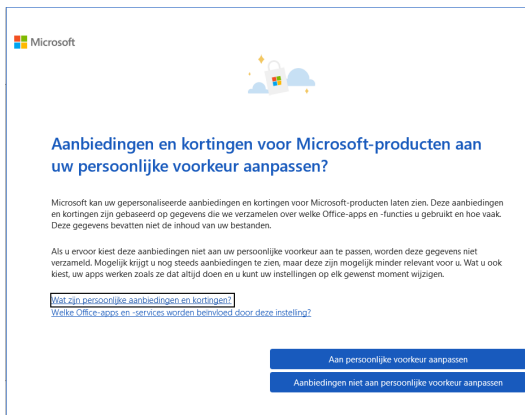 Microsoft
Aanbiedingen en kortingen voor Microsoft-producten aan
uw persoonlijke voorkeur aanpassen?
Microsoft kan uw gepersonaliseerde aanbiedingen en kortingen voor Microsoft-producten laten zien. Deze aanbiedingen
en kortingen zijn gebaseerd op gegevens die we verzamelen over welke Office-apps en -functies u gebruikt en hoe vaak.
Deze gegevens bevatten niet de inhoud van uw bestanden.
Als u ervoor kiest deze aanbiedingen niet aan uw persoonlijke voorkeur aan te passen, worden deze gegevens niet
verzameld. Mogelijk krijgt u nog steeds aanbiedingen te zien, maar deze zijn mogelijk minder relevant voor u. Wat u ook
kiest, uw apps werken zoals ze dat altijd doen en u kunt uw instellingen op elk gewenst moment wijzigen.
Wat zijn persoonlijke aanbiedingen en kortingen?
Welke Office-apps en -services worden beïnvloed door deze instelling?
Aan persoonlijke voorkeur aanpassen
Aanbiedingen niet aan persoonlijke voorkeur aanpassen